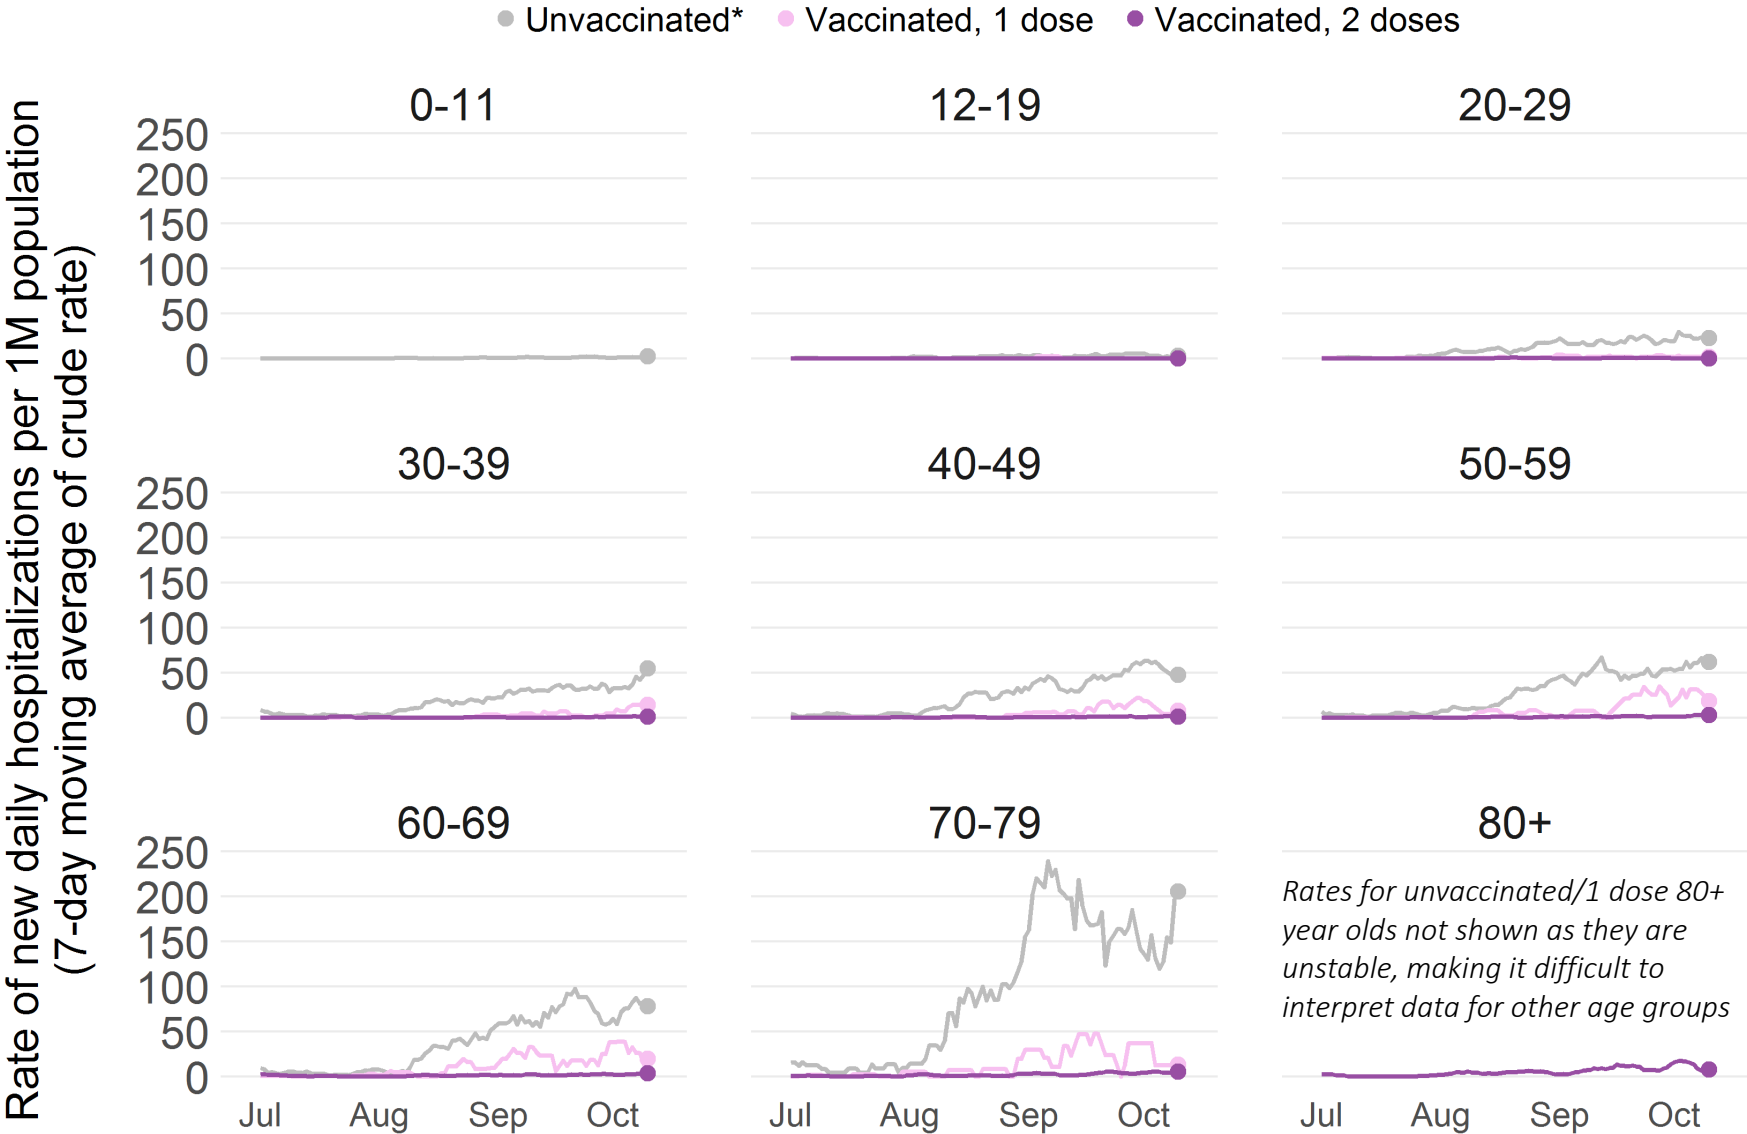 Unvaccinated* Vaccinated, 1 dose Vaccinated, 2 doses
Rate of new daily hospitalizations per 1M population
(7-day moving average of crude rate)
0-11 12-19 20-29
250
200
150
100
50
0
30-39 40-49 50-59
250
200
150
100
50
0
60-69 70-79 80+
250
200
150
100
50
0
Rates for unvaccinated/1 dose 80+
year olds not shown as they are
unstable, making it difficult to
interpret data for other age groups
Jul Aug Sep Oct Jul Aug Sep Oct Jul Aug Sep Oct